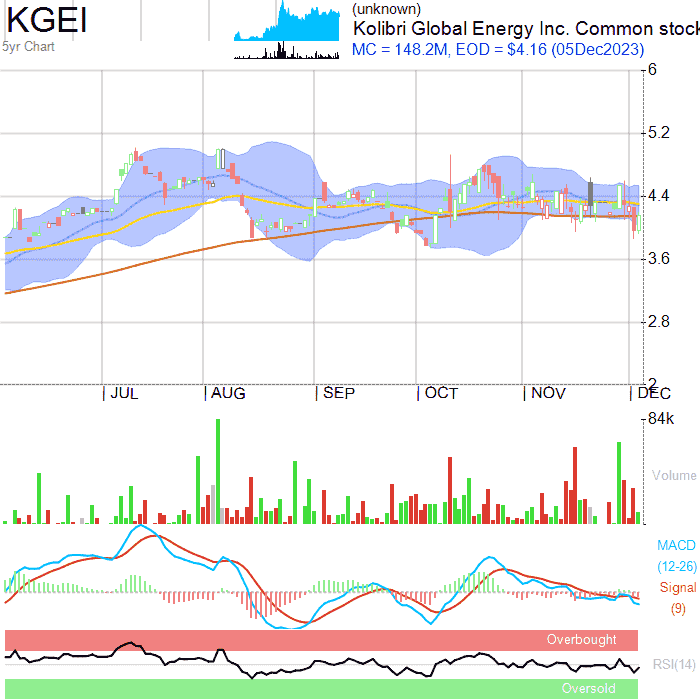 KGEI
5yr Chart
(unknown)
Kolibri Global Energy Inc. Common stock
MC = 148.2M, EOD = $4.16 (05Dec2023)
6
5.2
4.4
3.6
2.8
2
JUL AUG SEP OCT NOV DEC
84k
Volume
MACD
(12-26)
Signal
(9)
Overbought
RSI(14)
Oversold